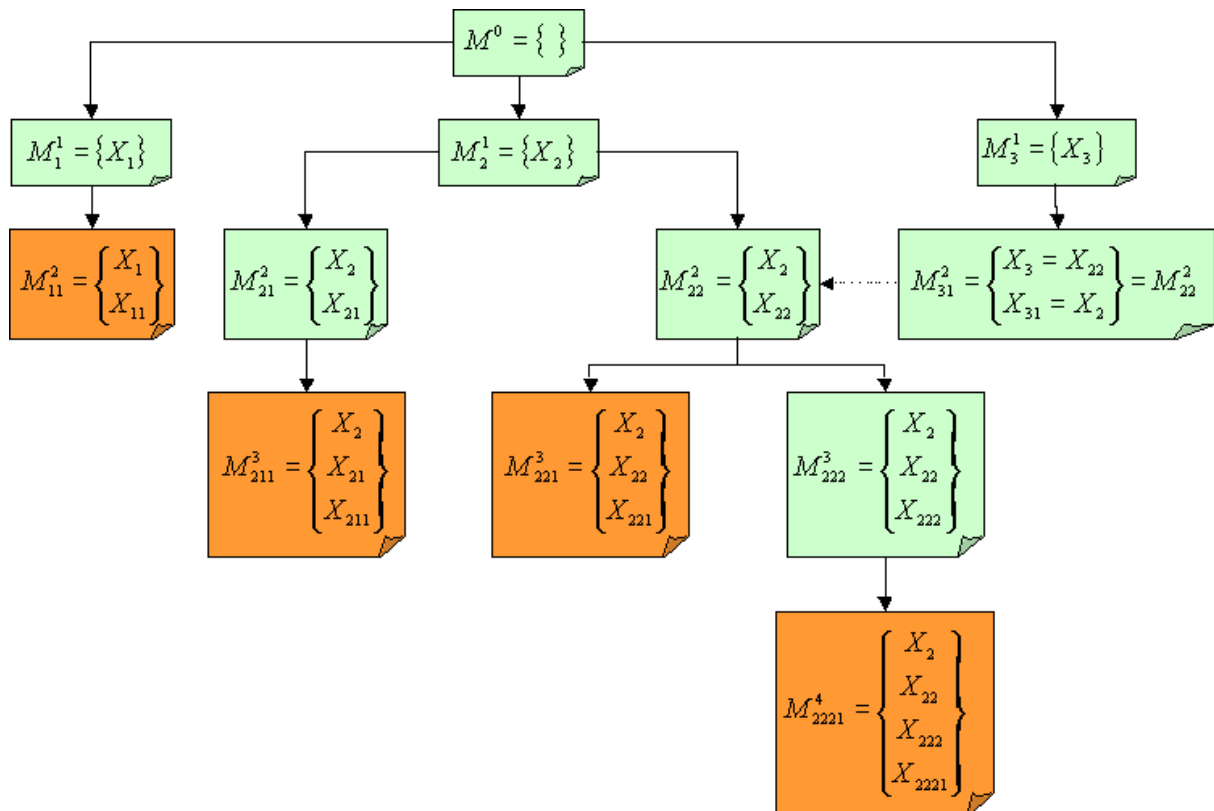 M^0 = { }
M_1^1 = {X_1}
M_2^1 = {X_2}
M_3^1 = {X_3}
M_11^2 = {X_1
X_11}
M_21^2 = {X_2
X_21}
M_22^2 = {X_2
X_22}
M_31^2 = {X_3 = X_22
X_31 = X_2} = M_22^2
M_211^3 = {X_2
X_21
X_211}
M_221^3 = {X_2
X_22
X_221}
M_222^3 = {X_2
X_22
X_222}
M_2221^4 = {X_2
X_22
X_222
X_2221}